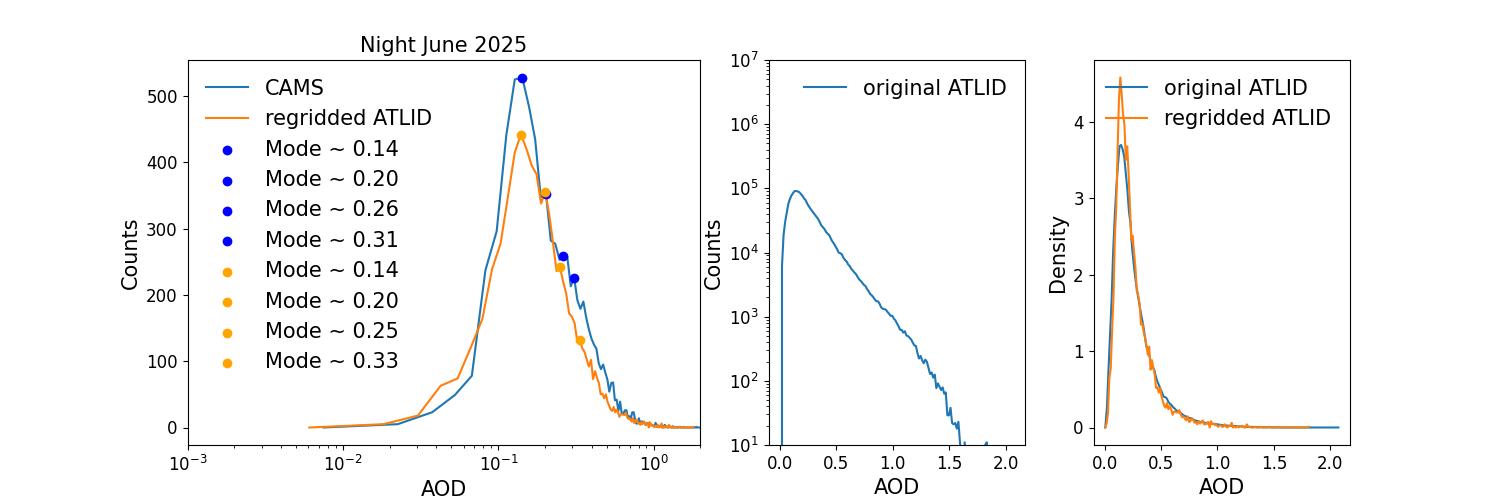 Night June 2025
CAMS
regridded ATLID
Mode ~ 0.14
Mode ~ 0.20
Mode ~ 0.26
Mode ~ 0.31
Mode ~ 0.14
Mode ~ 0.20
Mode ~ 0.25
Mode ~ 0.33
Counts
500
400
300
200
100
0
10⁻³
10⁻²
10⁻¹
10⁰
AOD
original ATLID
Counts
10⁷
10⁶
10⁵
10⁴
10³
10²
10¹
0.0
0.5
1.0
1.5
2.0
AOD
original ATLID
regridded ATLID
Density
4
3
2
1
0
0.0
0.5
1.0
1.5
2.0
AOD